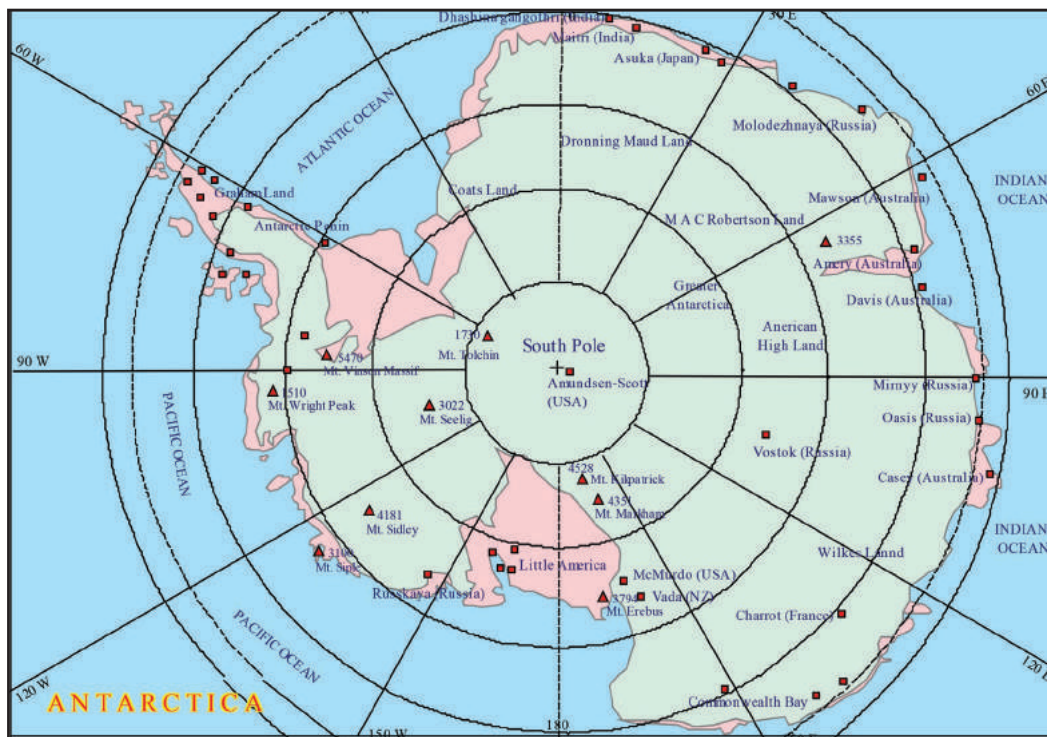 Dhashina gangothri (India)
0
30 E
Maitri (India)
Asuka (Japan)
60 W
60 E
ATLANTIC OCEAN
Molodezhnaya (Russia)
Dronning Maud Land
INDIAN
OCEAN
Graham Land
Coats Land
Mawson (Australia)
Antarctic Penin
M A C Robertson Land
3355
Amery (Australia)
Greater
Antarctica
Davis (Australia)
Anerican
High Land
1730
Mt. Tolchin
South Pole
5470
Mt. Vinson Massif
90 W
Amundsen-Scott
(USA)
Mirnyy (Russia)
90 E
1510
Mt. Wright Peak
3022
Mt. Seelig
Oasis (Russia)
PACIFIC OCEAN
Vostok (Russia)
4528
Mt. Kilpatrick
Casey (Australia)
4351
Mt. Markham
4181
Mt. Sidley
INDIAN
OCEAN
3100
Mt. Siple
Wilkes Lannd
Little America
McMurdo (USA)
Russkaya (Russia)
3794
Vada (NZ)
Mt. Erebus
Charrot (France)
PACIFIC OCEAN
120 W
120 E
ANTARCTICA
Commonwealth Bay
150 W
180